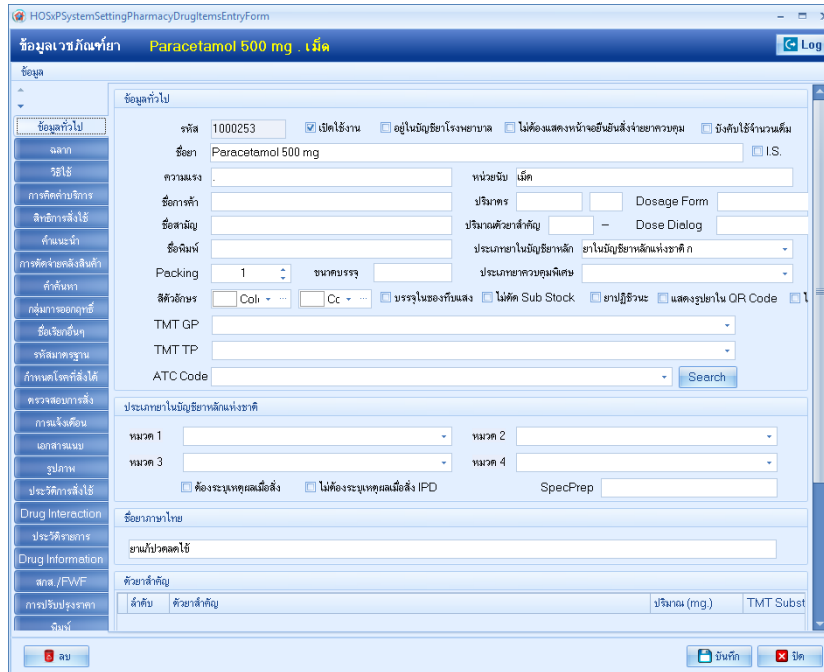 HOSxPSystemSettingPharmacyDrugItemsEntryForm
ข้อมูลเวชภัณฑ์ยา Paracetamol 500 mg . เม็ด Log
ข้อมูล
ข้อมูลทั่วไป
ฉลาก
วิธีใช้
การคิดค่าบริการ
สิทธิการสั่งใช้
คำแนะนำ
การตัดจ่ายคลังสินค้า
คำค้นหา
กลุ่มการออกฤทธิ์
ชื่อเรียกอื่นๆ
รหัสมาตรฐาน
กำหนดโรคที่สั่งได้
ตรวจสอบการสั่ง
การแจ้งเตือน
เอกสารแนบ
รูปภาพ
ประวัติการสั่งใช้
Drug Interaction
ประวัติรายการ
Drug Information
สกส./FWF
การปรับปรุงราคา
พิมพ์
ข้อมูลทั่วไป
รหัส 1000253 เปิดใช้งาน อยู่ในบัญชียาโรงพยาบาล ไม่ต้องแสดงหน้าจอยืนยันสั่งจ่ายยาควบคุม บังคับใช้จำนวนเต็ม
ชื่อยา Paracetamol 500 mg I.S.
ความแรง . หน่วยนับ เม็ด
ชื่อการค้า ปริมาตร Dosage Form
ชื่อสามัญ ปริมาณตัวยาสำคัญ – Dose Dialog
ชื่อพิมพ์ ประเภทยาในบัญชียาหลัก ยาในบัญชียาหลักแห่งชาติ ก
Packing 1 ขนาดบรรจุ ประเภทยาควบคุมพิเศษ
สีตัวอักษร Col ... Cc ... บรรจุในซองทึบแสง ไม่ตัด Sub Stock ยาปฏิชีวนะ แสดงรูปยาใน QR Code
TMT GP
TMT TP
ATC Code Search
ประเภทยาในบัญชียาหลักแห่งชาติ
หมวด 1 หมวด 2
หมวด 3 หมวด 4
ต้องระบุเหตุผลเมื่อสั่ง ไม่ต้องระบุเหตุผลเมื่อสั่ง IPD SpecPrep
ชื่อยาภาษาไทย
ยาแก้ปวดลดไข้
ตัวยาสำคัญ
ลำดับ ตัวยาสำคัญ ปริมาณ (mg.) TMT Subst
ลบ บันทึก ปิด